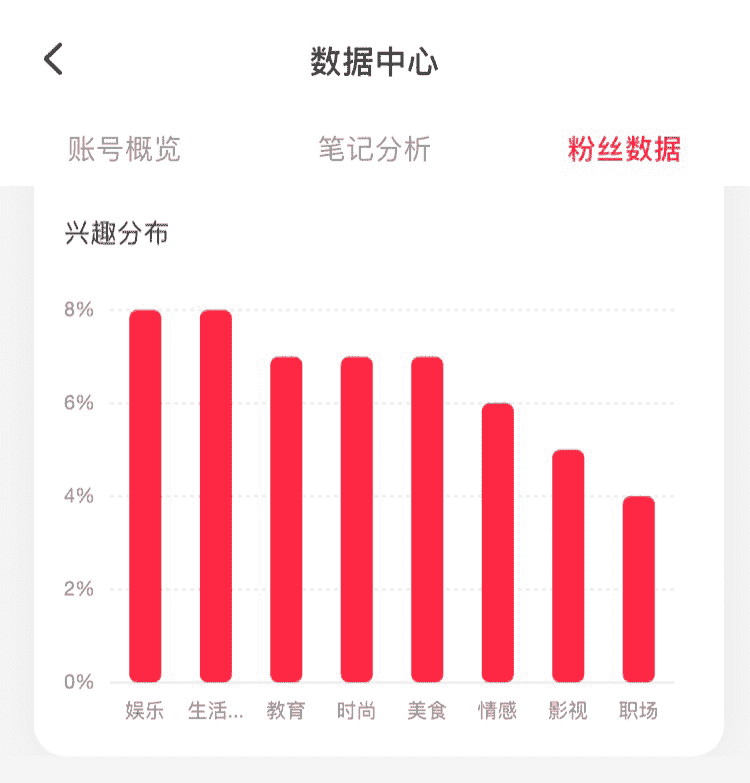 数据中心
账号概览 笔记分析 粉丝数据
兴趣分布
8%
6%
4%
2%
0%
娱乐 生活... 教育 时尚 美食 情感 影视 职场